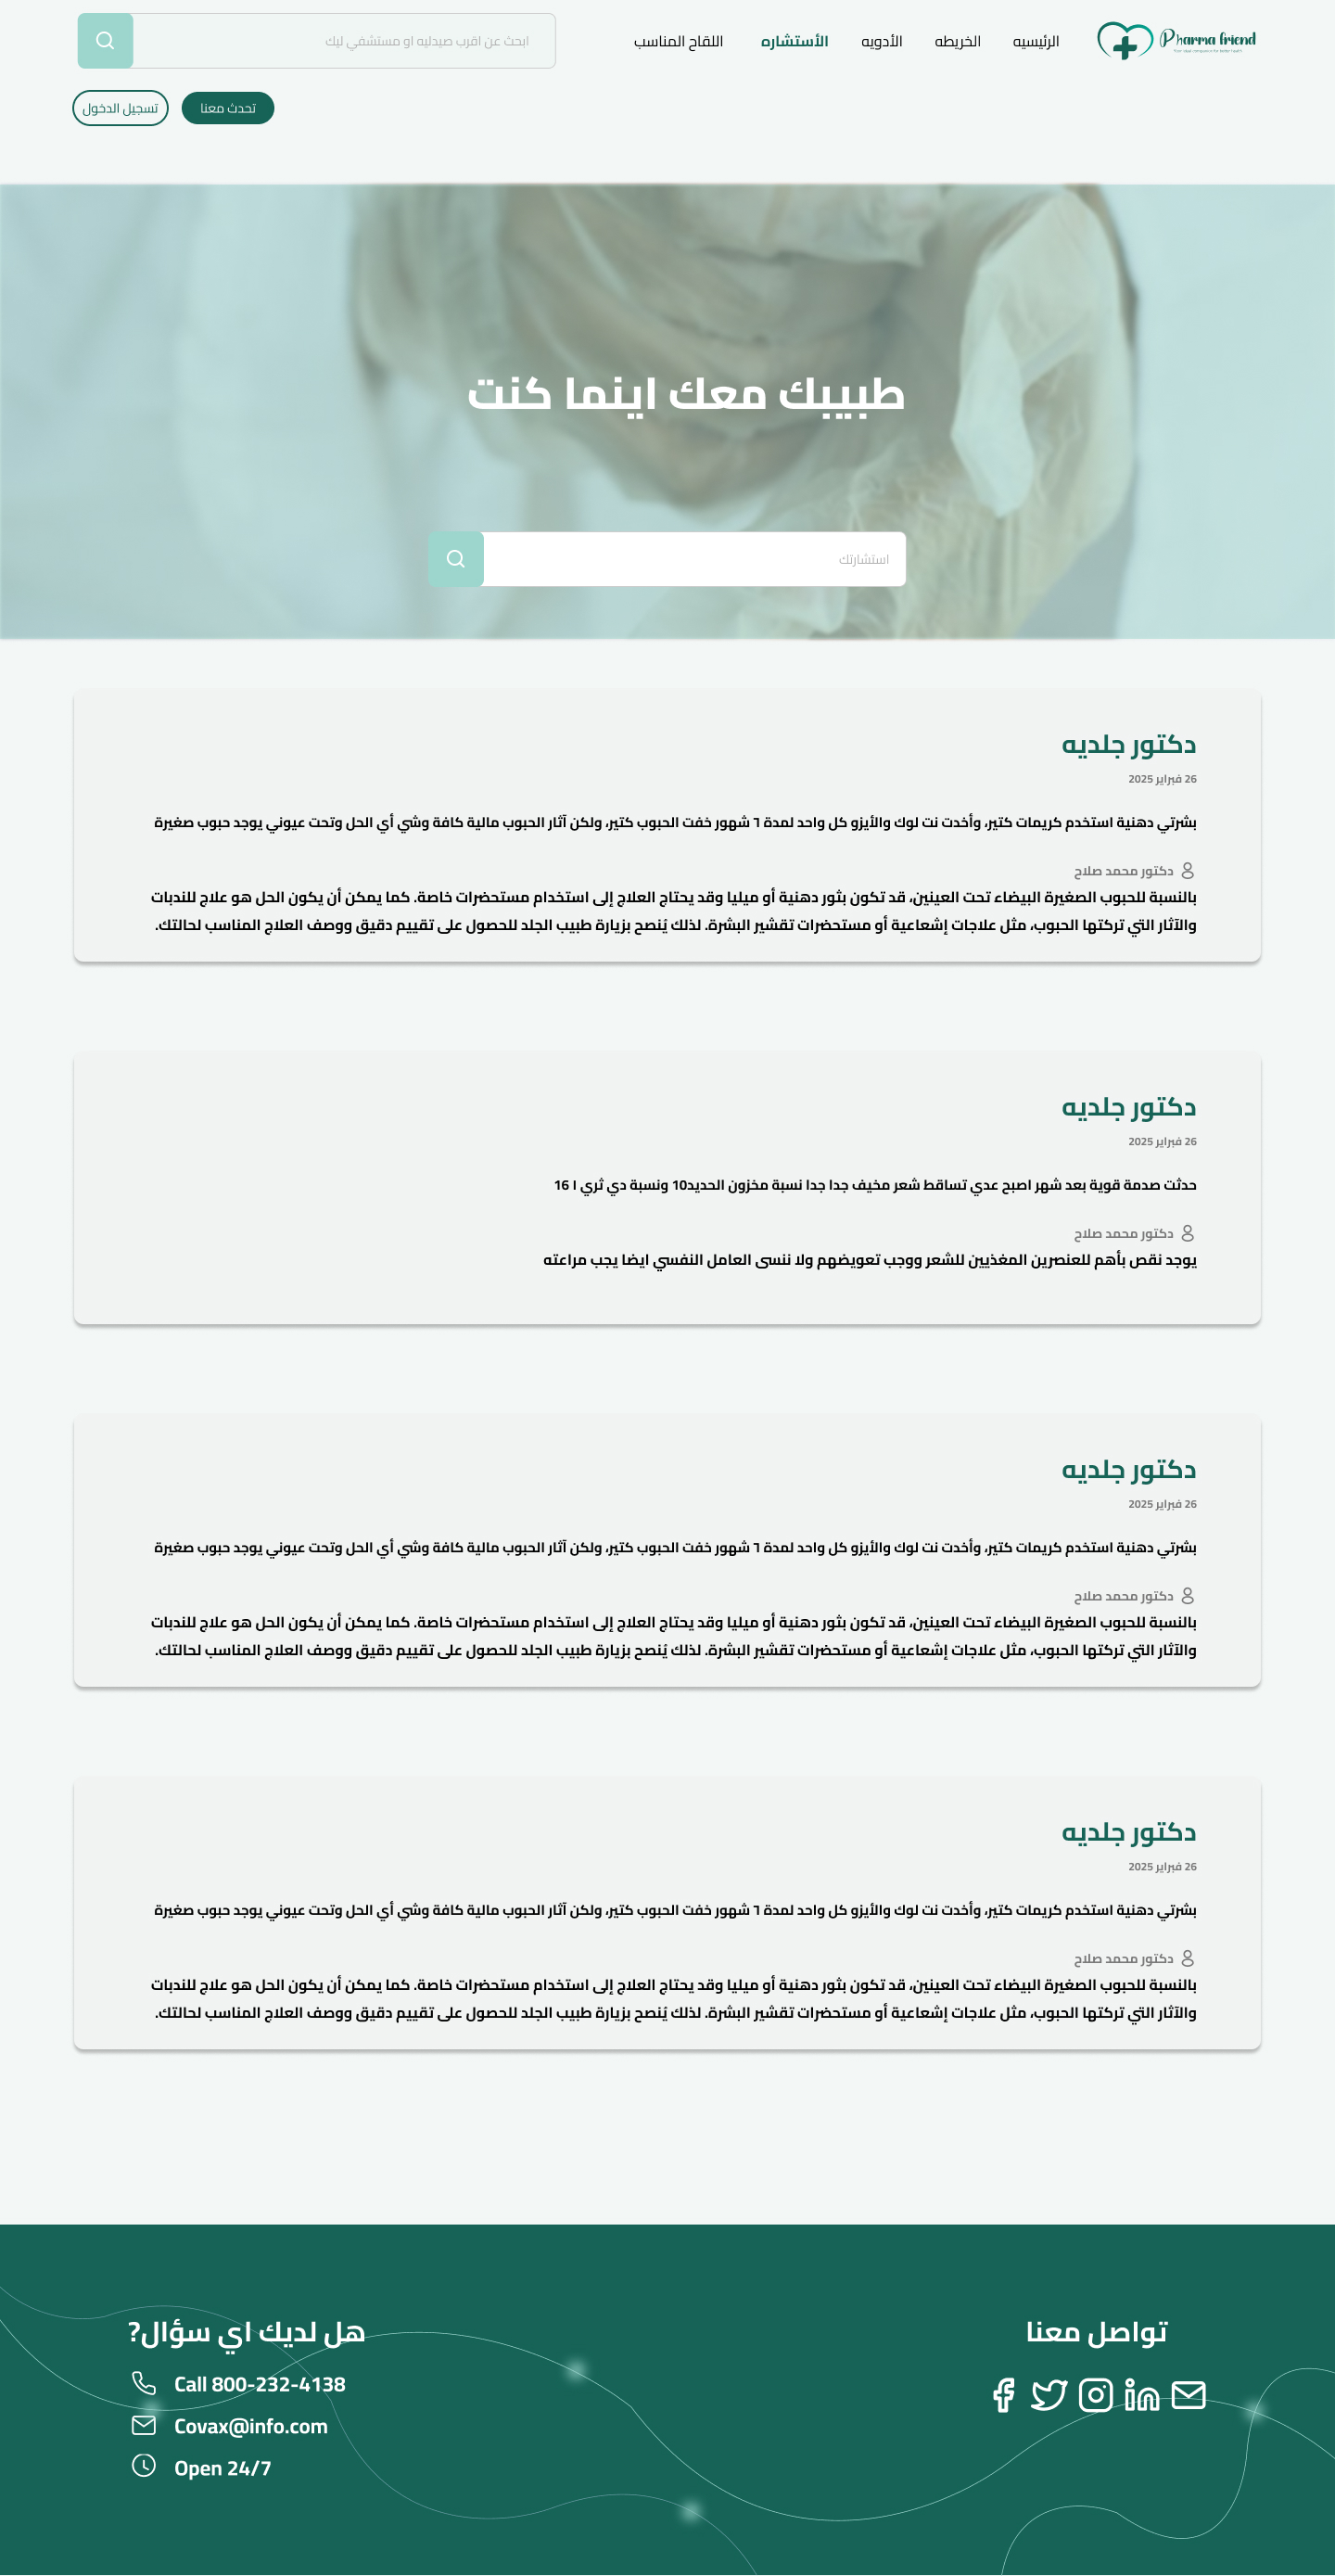 Pharma friend
الرئيسيه
الخريطه
الأدويه
الأستشاره
اللقاح المناسب
ابحث عن اقرب صيدليه او مستشفي ليك
تحدث معنا
تسجيل الدخول
طبيبك معك اينما كنت
استشارتك
دكتور جلديه
26 فبراير 2025
بشرتي دهنية استخدم كريمات كتير، وأخدت نت لوك والأيزو كل واحد لمدة ٦ شهور خفت الحبوب كتير، ولكن آثار الحبوب مالية كافة وشي أي الحل وتحت عيوني يوجد حبوب صغيرة
دكتور محمد صلاح
بالنسبة للحبوب الصغيرة البيضاء تحت العينين، قد تكون بثور دهنية أو ميليا وقد يحتاج العلاج إلى استخدام مستحضرات خاصة. كما يمكن أن يكون الحل هو علاج للندبات
والآثار التي تركتها الحبوب، مثل علاجات إشعاعية أو مستحضرات تقشير البشرة. لذلك يُنصح بزيارة طبيب الجلد للحصول على تقييم دقيق ووصف العلاج المناسب لحالتك.
دكتور جلديه
26 فبراير 2025
حدثت صدمة قوية بعد شهر اصبح عدي تساقط شعر مخيف جدا جدا نسبة مخزون الحديد10 ونسبة دي ثري ا 16
دكتور محمد صلاح
يوجد نقص بأهم للعنصرين المغذيين للشعر ووجب تعويضهم ولا ننسى العامل النفسي ايضا يجب مراعته
دكتور جلديه
26 فبراير 2025
بشرتي دهنية استخدم كريمات كتير، وأخدت نت لوك والأيزو كل واحد لمدة ٦ شهور خفت الحبوب كتير، ولكن آثار الحبوب مالية كافة وشي أي الحل وتحت عيوني يوجد حبوب صغيرة
دكتور محمد صلاح
بالنسبة للحبوب الصغيرة البيضاء تحت العينين، قد تكون بثور دهنية أو ميليا وقد يحتاج العلاج إلى استخدام مستحضرات خاصة. كما يمكن أن يكون الحل هو علاج للندبات
والآثار التي تركتها الحبوب، مثل علاجات إشعاعية أو مستحضرات تقشير البشرة. لذلك يُنصح بزيارة طبيب الجلد للحصول على تقييم دقيق ووصف العلاج المناسب لحالتك.
دكتور جلديه
26 فبراير 2025
بشرتي دهنية استخدم كريمات كتير، وأخدت نت لوك والأيزو كل واحد لمدة ٦ شهور خفت الحبوب كتير، ولكن آثار الحبوب مالية كافة وشي أي الحل وتحت عيوني يوجد حبوب صغيرة
دكتور محمد صلاح
بالنسبة للحبوب الصغيرة البيضاء تحت العينين، قد تكون بثور دهنية أو ميليا وقد يحتاج العلاج إلى استخدام مستحضرات خاصة. كما يمكن أن يكون الحل هو علاج للندبات
والآثار التي تركتها الحبوب، مثل علاجات إشعاعية أو مستحضرات تقشير البشرة. لذلك يُنصح بزيارة طبيب الجلد للحصول على تقييم دقيق ووصف العلاج المناسب لحالتك.
تواصل معنا
هل لديك اي سؤال?
Call 800-232-4138
Covax@info.com
Open 24/7